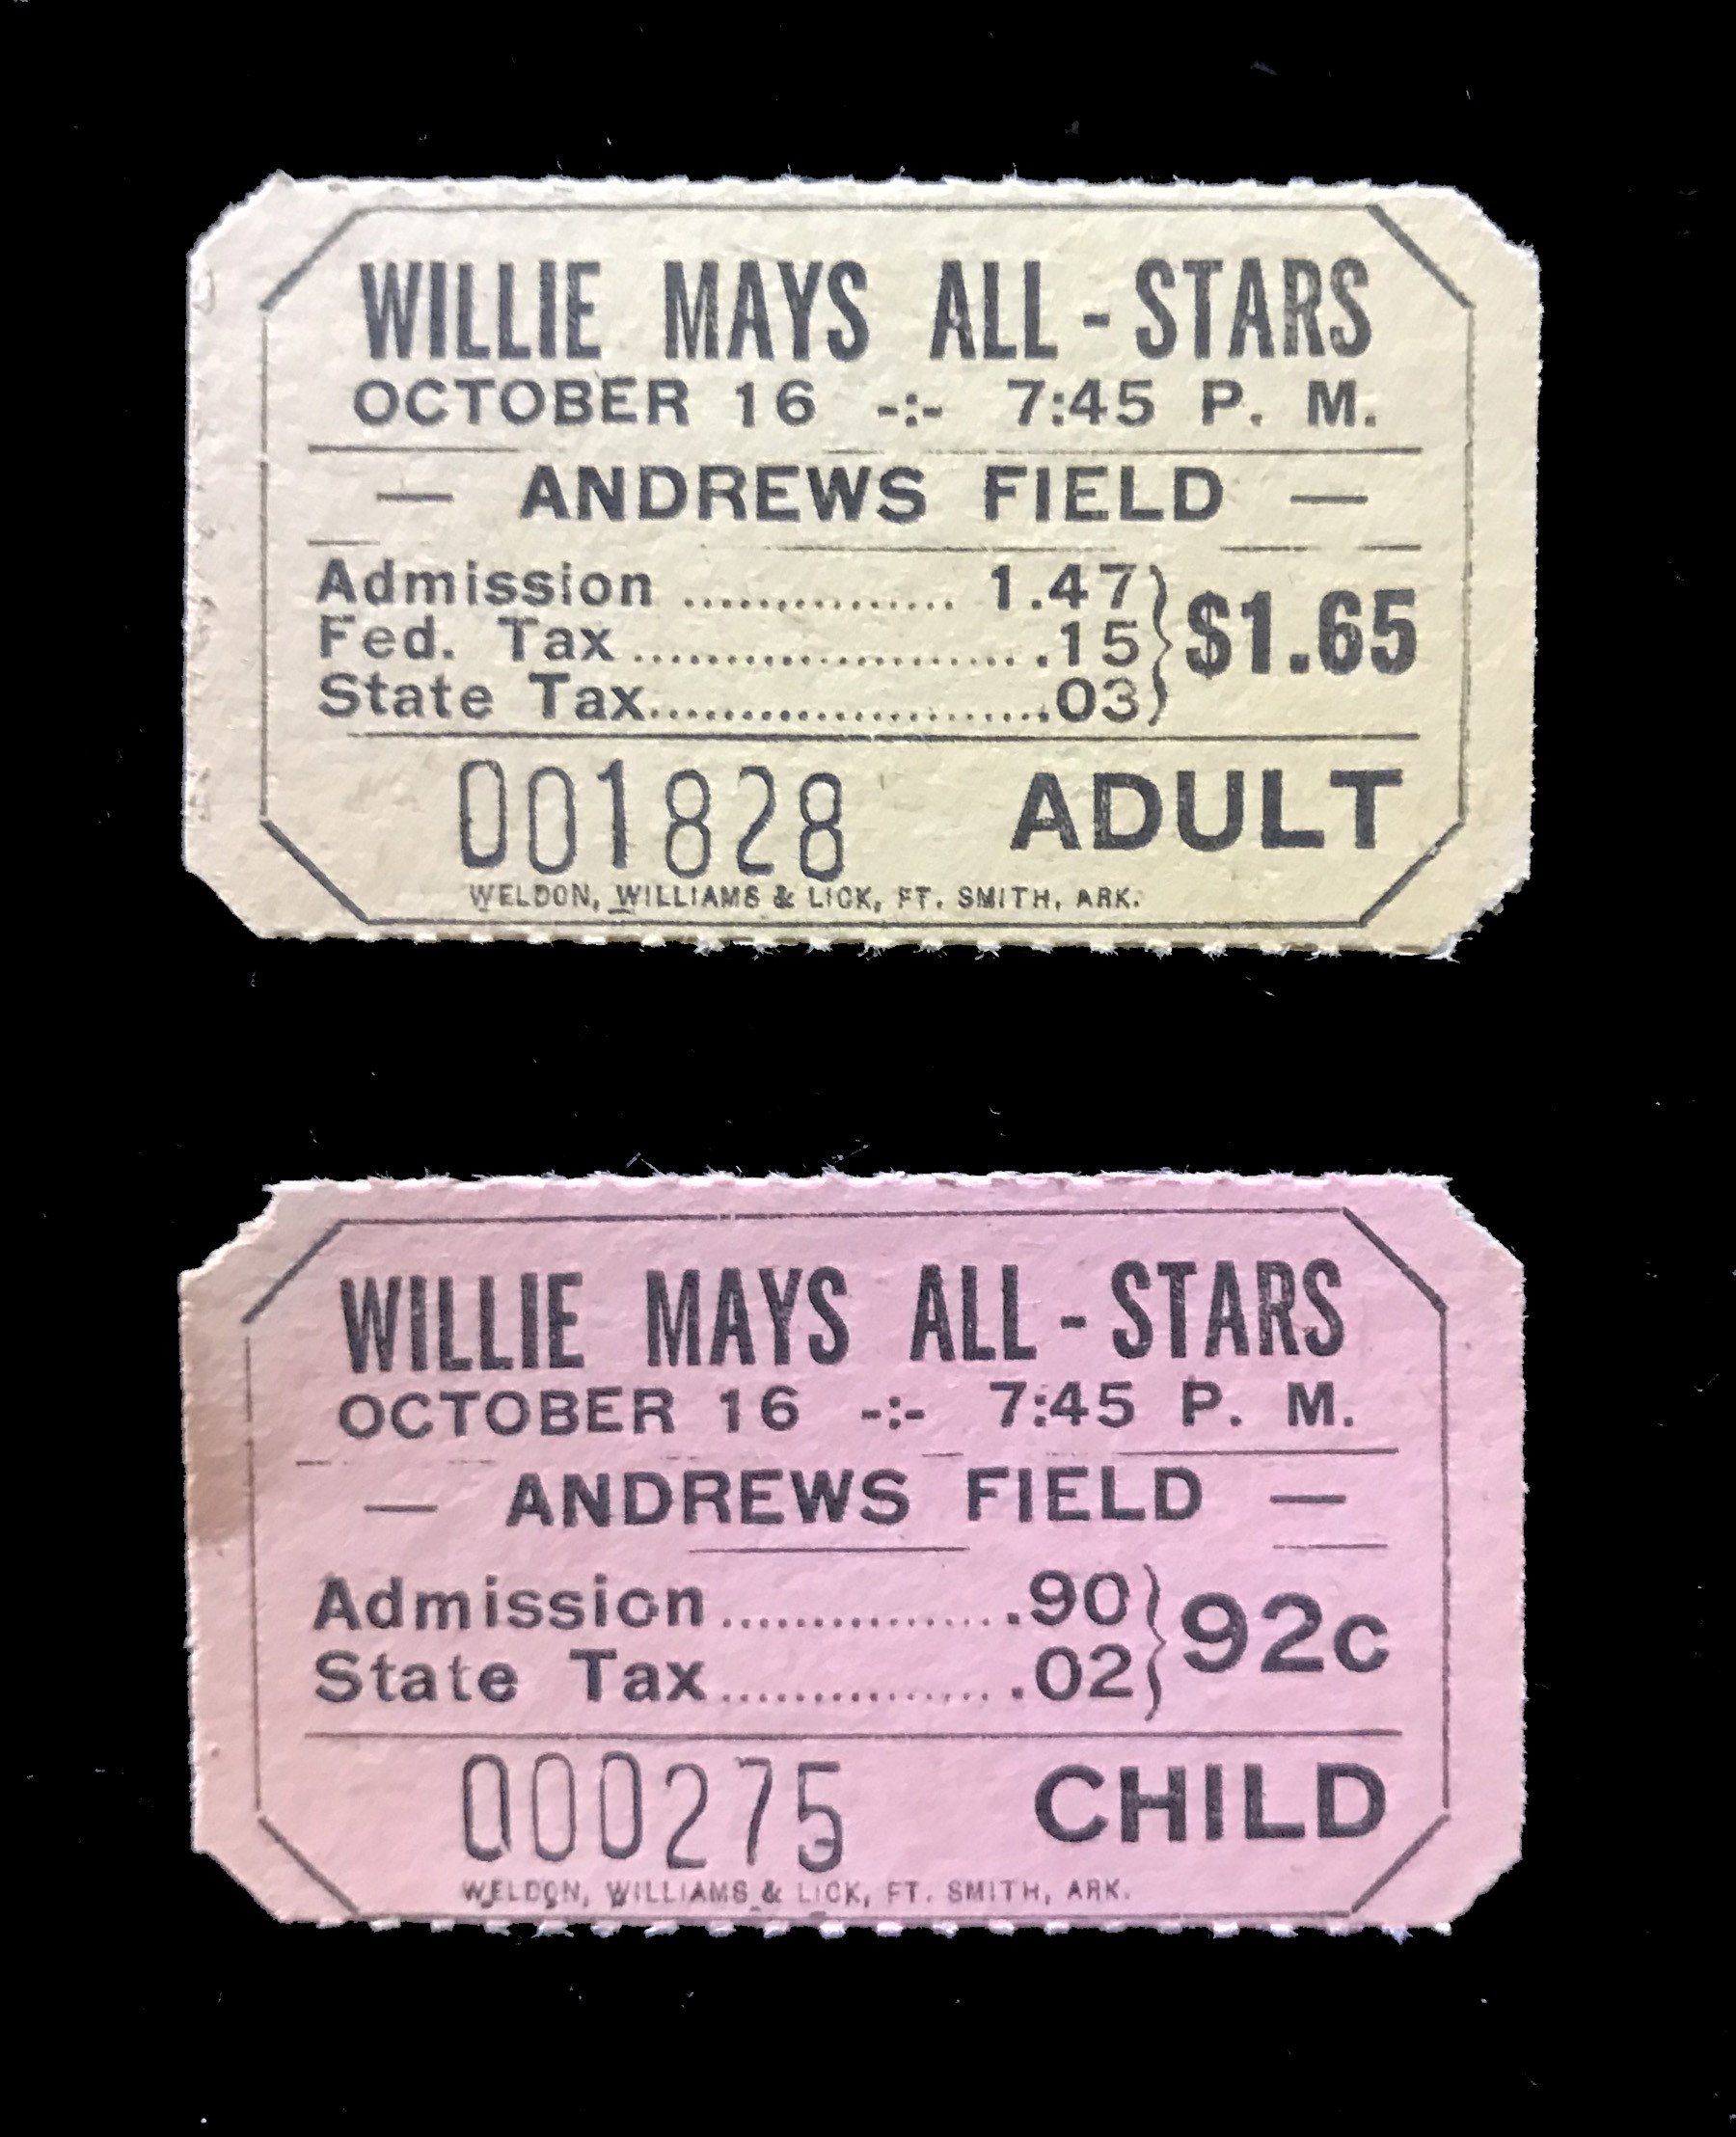 WILLIE MAYS ALL-STARS
OCTOBER 16 -:- 7:45 P. M.
— ANDREWS FIELD —
Admission .............. 1.47
Fed. Tax ..................... .15
State Tax..................... .03
$1.65
001828 ADULT
WELDON, WILLIAMS & LICK, FT. SMITH, ARK.
WILLIE MAYS ALL-STARS
OCTOBER 16 -:- 7:45 P. M.
— ANDREWS FIELD —
Admission ................ .90
State Tax ................ .02
92c
000275 CHILD
WELDON, WILLIAMS & LICK, FT. SMITH, ARK.